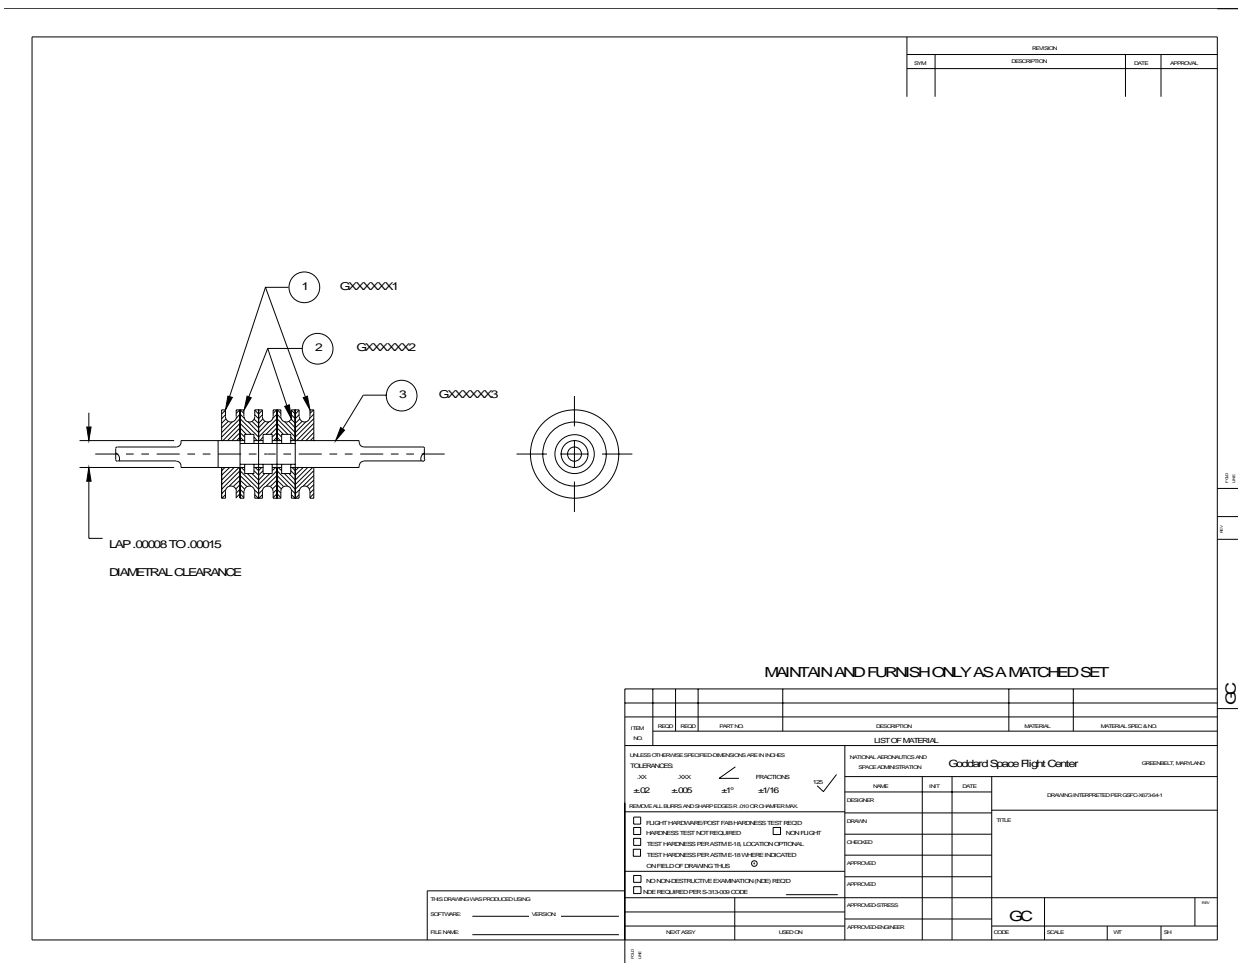 REVISION
SYM DESCRIPTION DATE APPROVAL
1 GXXXXXX1
2 GXXXXXX2
3 GXXXXXX3
LAP .00008 TO .00015
DIAMETRAL CLEARANCE
FOLD
LINE
REV
GC
MAINTAIN AND FURNISH ONLY AS A MATCHED SET
ITEM
NO. REQD REQD PART NO. DESCRIPTION MATERIAL MATERIAL SPEC & NO.
LIST OF MATERIAL
UNLESS OTHERWISE SPECIFIED-DIMENSIONS ARE IN INCHES
TOLERANCES:
.XX .XXX FRACTIONS 125
±.02 ±.005 ±1° ±1/16
REMOVE ALL BURRS AND SHARP EDGES R .010 OR CHAMFER MAX.
FLIGHT HARDWARE/POST FAB HARDNESS TEST REQ'D
HARDNESS TEST NOT REQUIRED NON FLIGHT
TEST HARDNESS PER ASTM E-18, LOCATION OPTIONAL
TEST HARDNESS PER ASTM E-18 WHERE INDICATED
ON FIELD OF DRAWING THUS
NO NON-DESTRUCTIVE EXAMINATION (NDE) REQ'D
NDE REQUIRED PER S-313-009 CODE
NEXT ASSY USED ON
NATIONAL AERONAUTICS AND
SPACE ADMINISTRATION
Goddard Space Flight Center GREENBELT, MARYLAND
NAME INIT DATE
DESIGNER
DRAWN
CHECKED
APPROVED
APPROVED
APPROVED-STRESS
APPROVED-ENGINEER
DRAWING INTERPRETED PER GSFC-X673-64-1
TITLE
GC
REV
CODE SCALE WT SH
THIS DRAWING WAS PRODUCED USING
SOFTWARE: VERSION:
FILE NAME:
FOLD
LINE